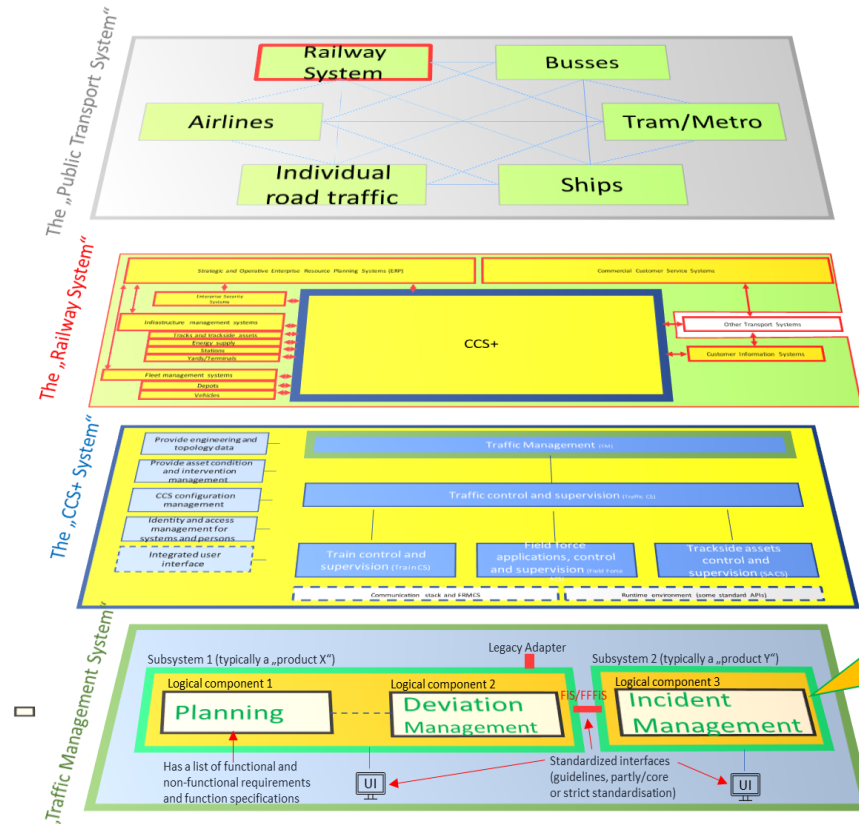 The „Public Transport System“
Railway
System
Busses
Airlines
Tram/Metro
Individual
road traffic
Ships
The „Railway System“
Strategic and Operative Enterprise Resource Planning Systems (ERP)
Commercial Customer Service Systems
Enterprise Security
Systems
Infrastructure management systems
Tracks and trackside assets
Energy supply
Stations
Yards/Terminals
Fleet management systems
Depots
Vehicles
CCS+
Other Transport Systems
Customer Information Systems
The „CCS+ System“
Provide engineering and
topology data
Provide asset condition
and intervention
management
CCS configuration
management
Identity and access
management for
systems and persons
Integrated user
interface
Traffic Management (TM)
Traffic control and supervision (Traffic CS)
Train control and
supervision (Train CS)
Field force
applications, control
and supervision (Field Force
Trackside assets
control and
supervision (SACS)
Communication stack and FRMCS
Runtime environment (some standard APIs)
„Traffic Management System“
Legacy Adapter
Subsystem 1 (typically a „product X“)
Subsystem 2 (typically a „product Y“)
Logical component 1
Planning
Logical component 2
Deviation
Management
FIS/FFFIS
Logical component 3
Incident
Management
Has a list of functional and
non-functional requirements
and function specifications
UI
Standardized interfaces
(guidelines, partly/core
or strict standardisation)
UI